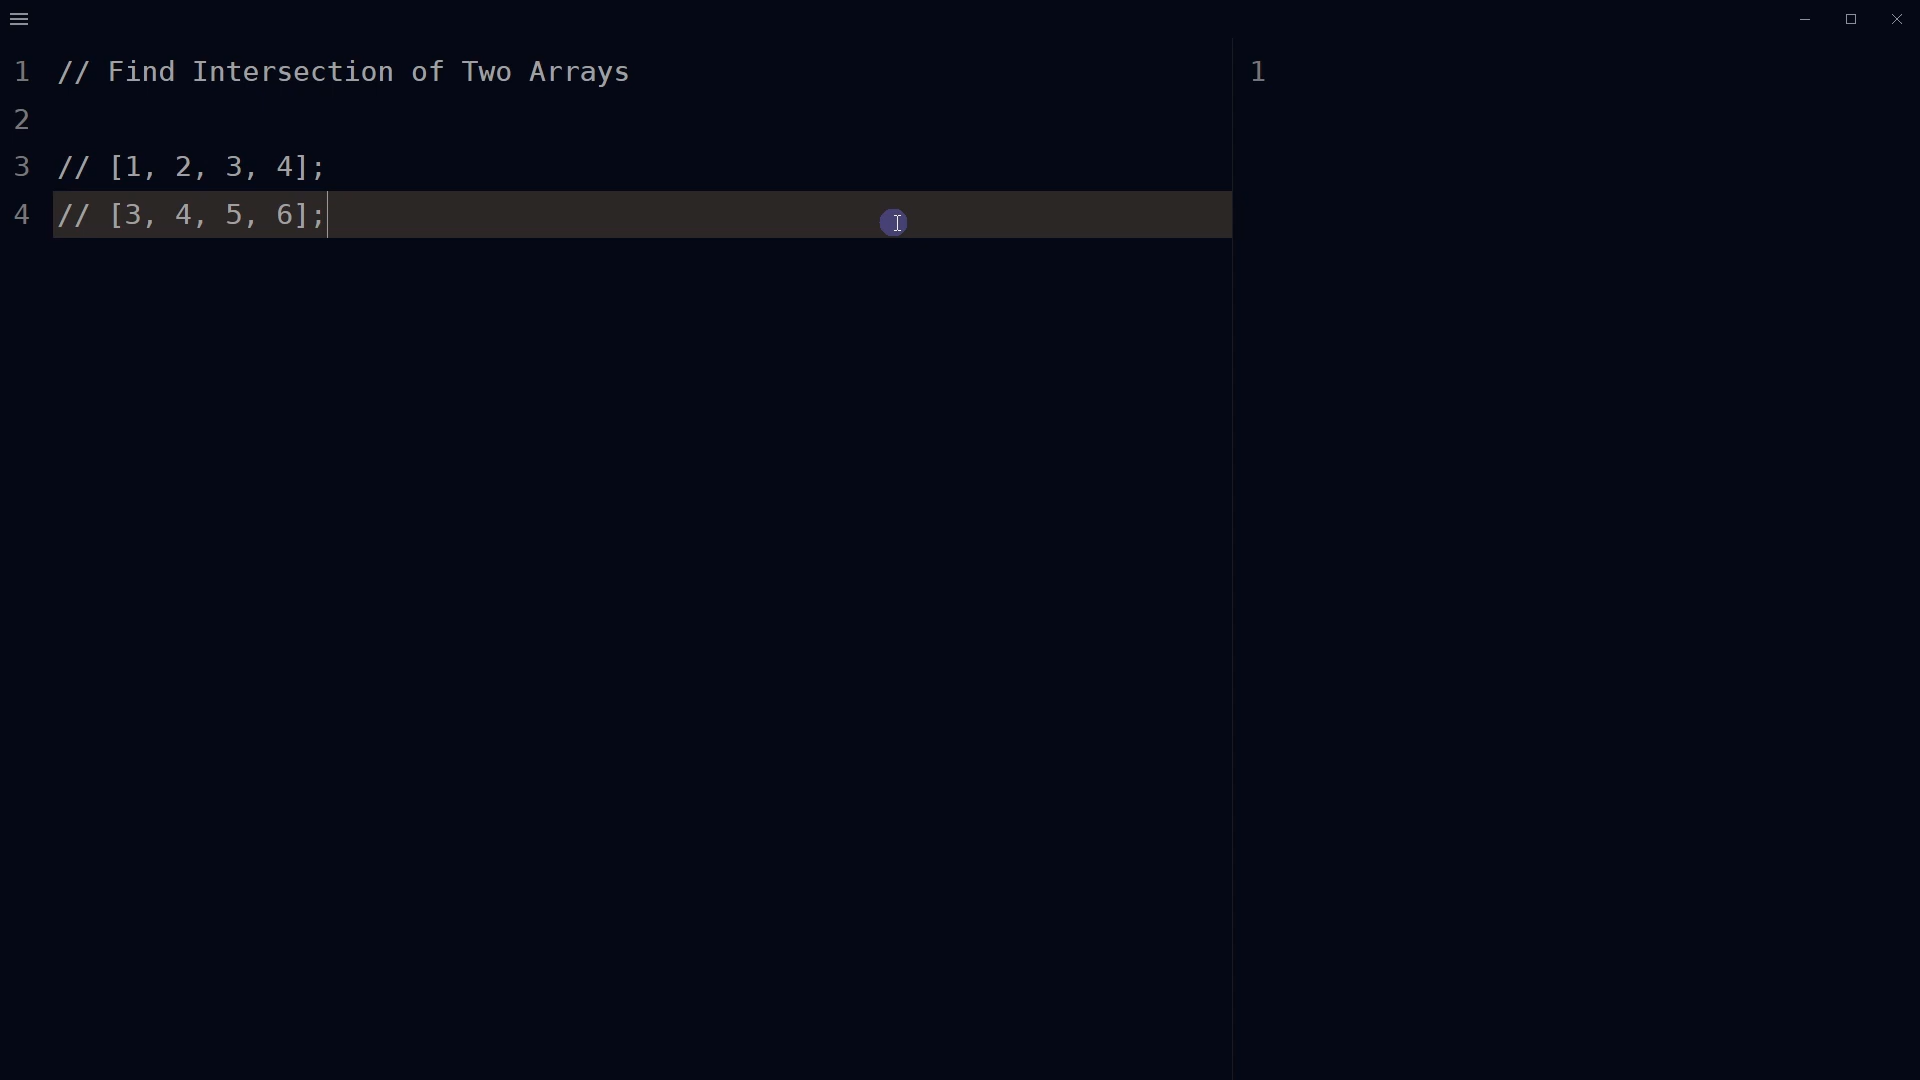 1 // Find Intersection of Two Arrays
2
3 // [1, 2, 3, 4];
4 // [3, 4, 5, 6];
1